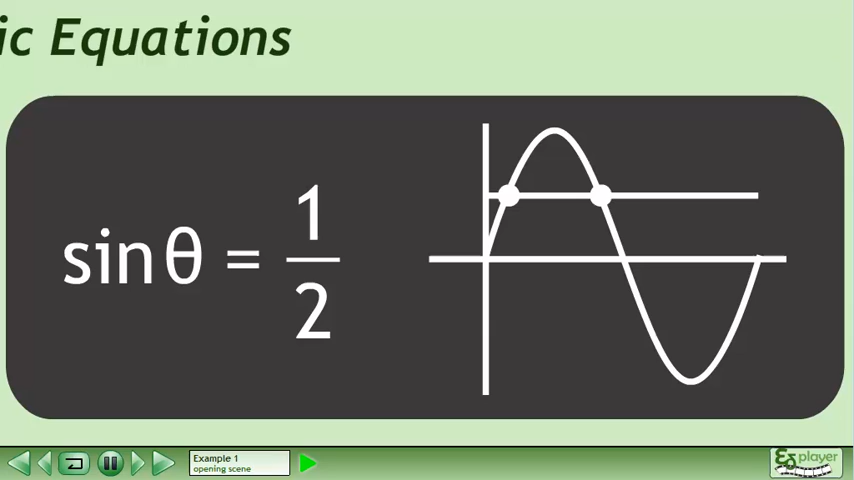 ic Equations
sinθ = 1/2
Example 1
opening scene
player